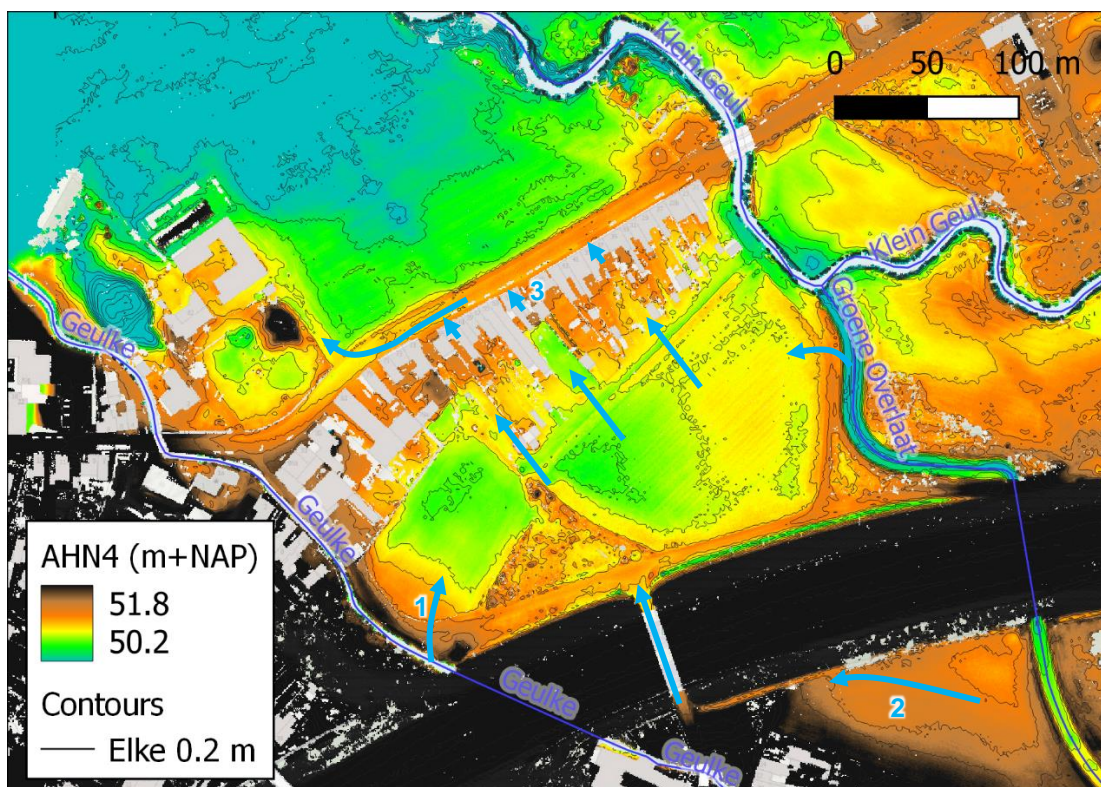 Klein Geul
0 50 100 m
Klein Geul
Groene Overlaat
Geulke
3
Geulke
1
2
Geulke
Geulke
AHN4 (m+NAP)
51.8
50.2
Contours
Elke 0.2 m